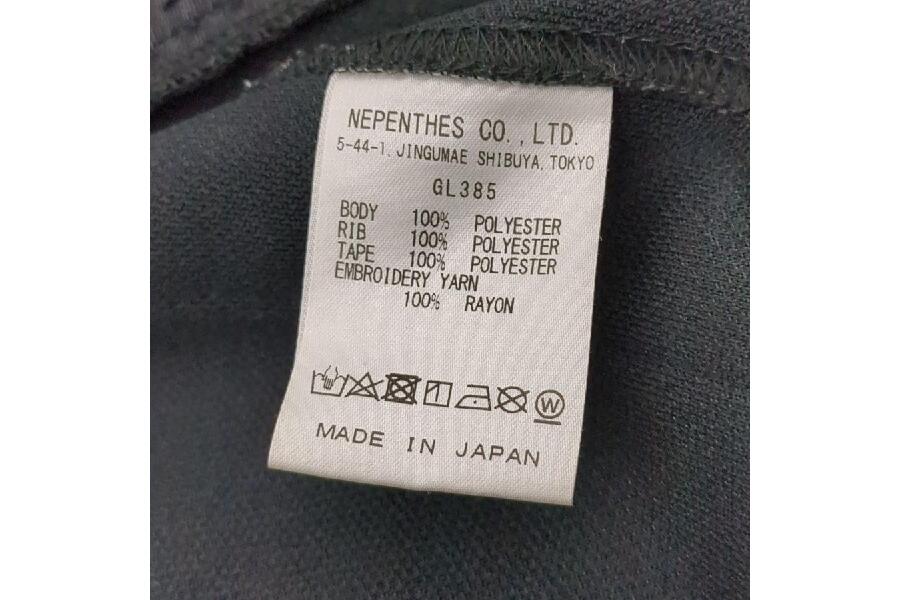 NEPENTHES CO., LTD.
5-44-1, JINGUMAE SHIBUYA, TOKYO
GL385
BODY 100% POLYESTER
RIB 100% POLYESTER
TAPE 100% POLYESTER
EMBROIDERY YARN
100% RAYON
W
MADE IN JAPAN